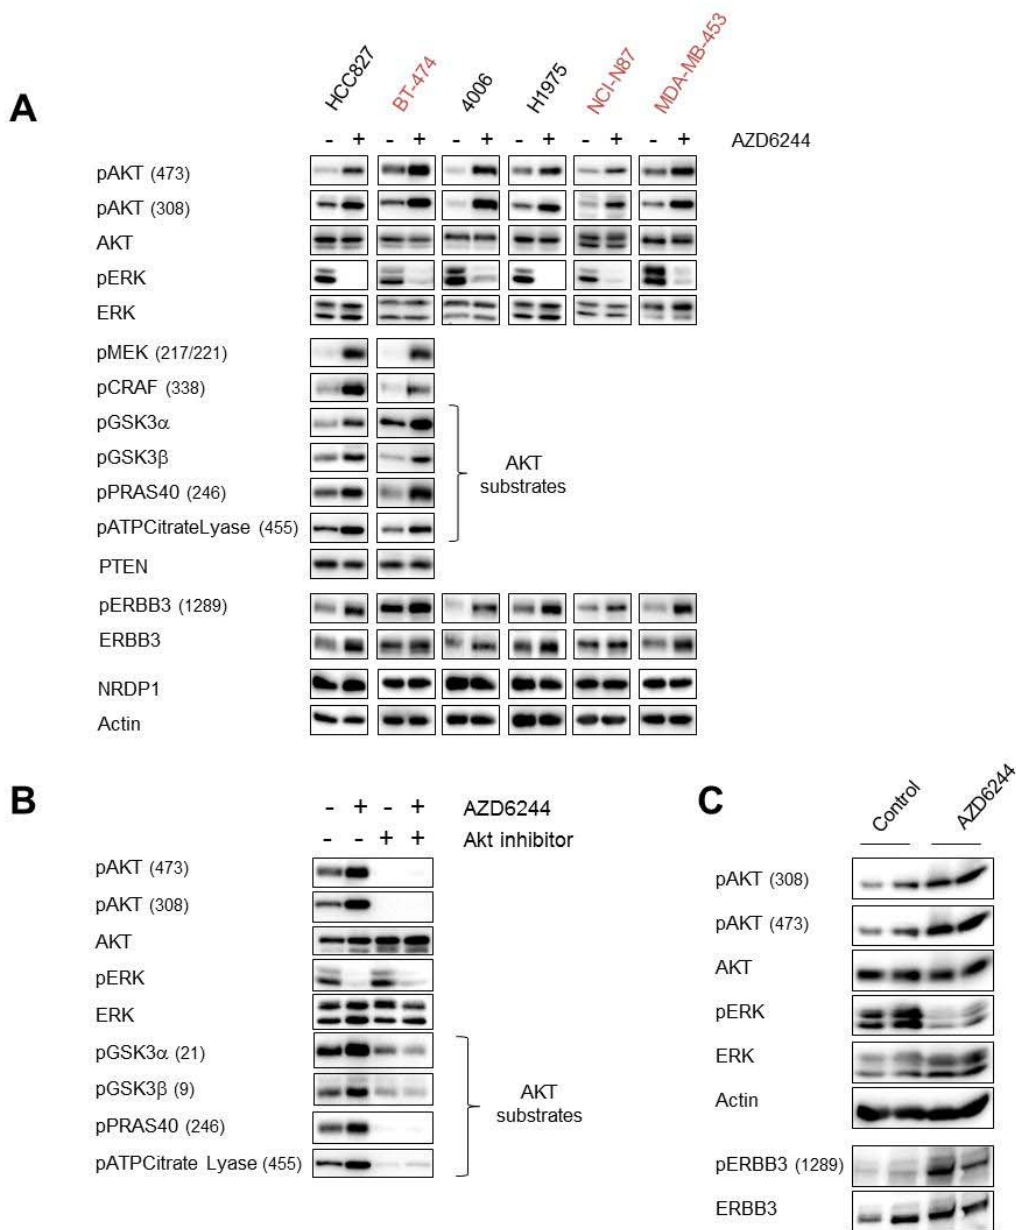 A
HCC827 BT-474 4006 H1975 NCI-N87 MDA-MB-453
- + - + - + - + - + - + AZD6244
pAKT (473)
pAKT (308)
AKT
pERK
ERK
pMEK (217/221)
pCRAF (338)
pGSK3α
pGSK3β
AKT
substrates
pPRAS40 (246)
pATPCitrateLyase (455)
PTEN
pERBB3 (1289)
ERBB3
NRDP1
Actin
B
- + - + AZD6244
- - + + Akt inhibitor
pAKT (473)
pAKT (308)
AKT
pERK
ERK
pGSK3α (21)
pGSK3β (9)
AKT
substrates
pPRAS40 (246)
pATPCitrate Lyase (455)
C
Control AZD6244
pAKT (308)
pAKT (473)
AKT
pERK
ERK
Actin
pERBB3 (1289)
ERBB3